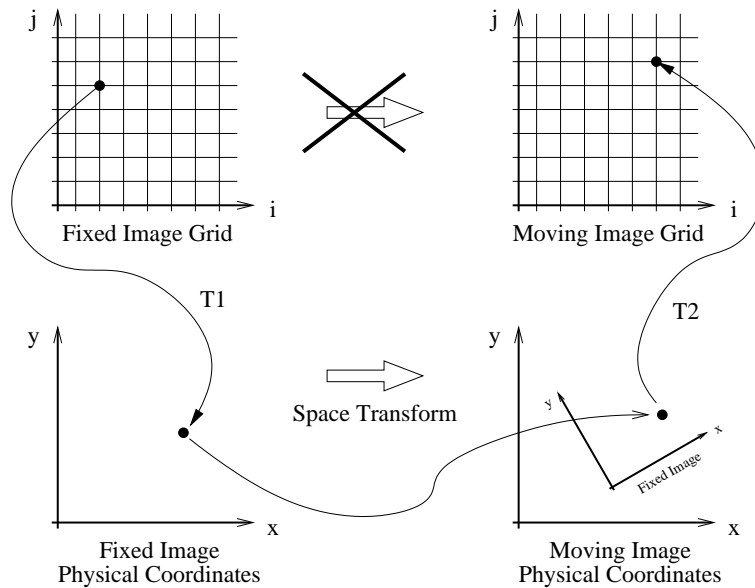 j
j
i
i
Fixed Image Grid
Moving Image Grid
T1
T2
y
y
Space Transform
y
x
Fixed Image
x
x
Fixed Image
Physical Coordinates
Moving Image
Physical Coordinates